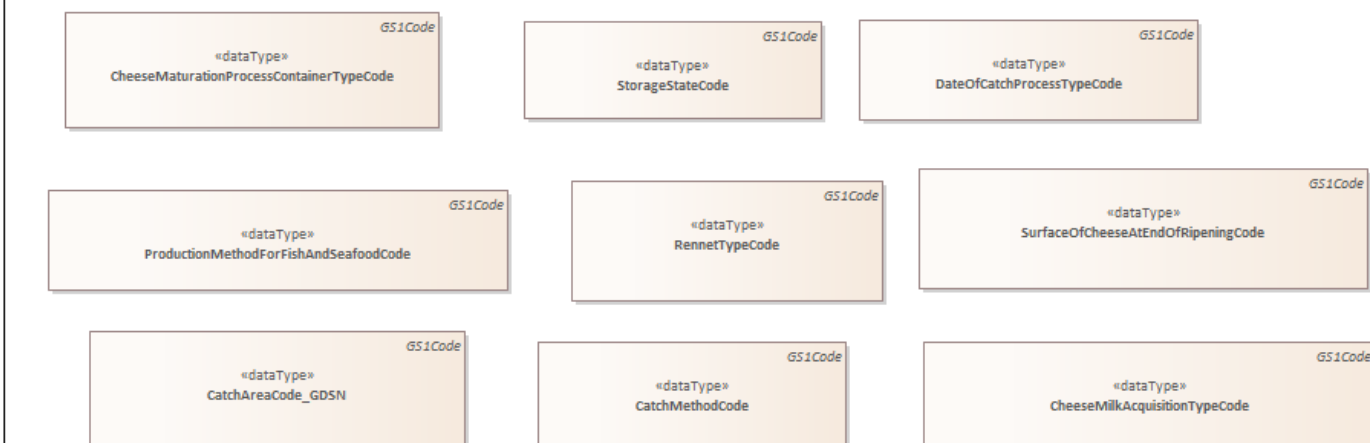 GS1Code
«dataType»
CheeseMaturationProcessContainerTypeCode
GS1Code
«dataType»
StorageStateCode
GS1Code
«dataType»
DateOfCatchProcessTypeCode
GS1Code
«dataType»
ProductionMethodForFishAndSeafoodCode
GS1Code
«dataType»
RennetTypeCode
GS1Code
«dataType»
SurfaceOfCheeseAtEndOfRipeningCode
GS1Code
«dataType»
CatchAreaCode_GDSN
GS1Code
«dataType»
CatchMethodCode
GS1Code
«dataType»
CheeseMilkAcquisitionTypeCode